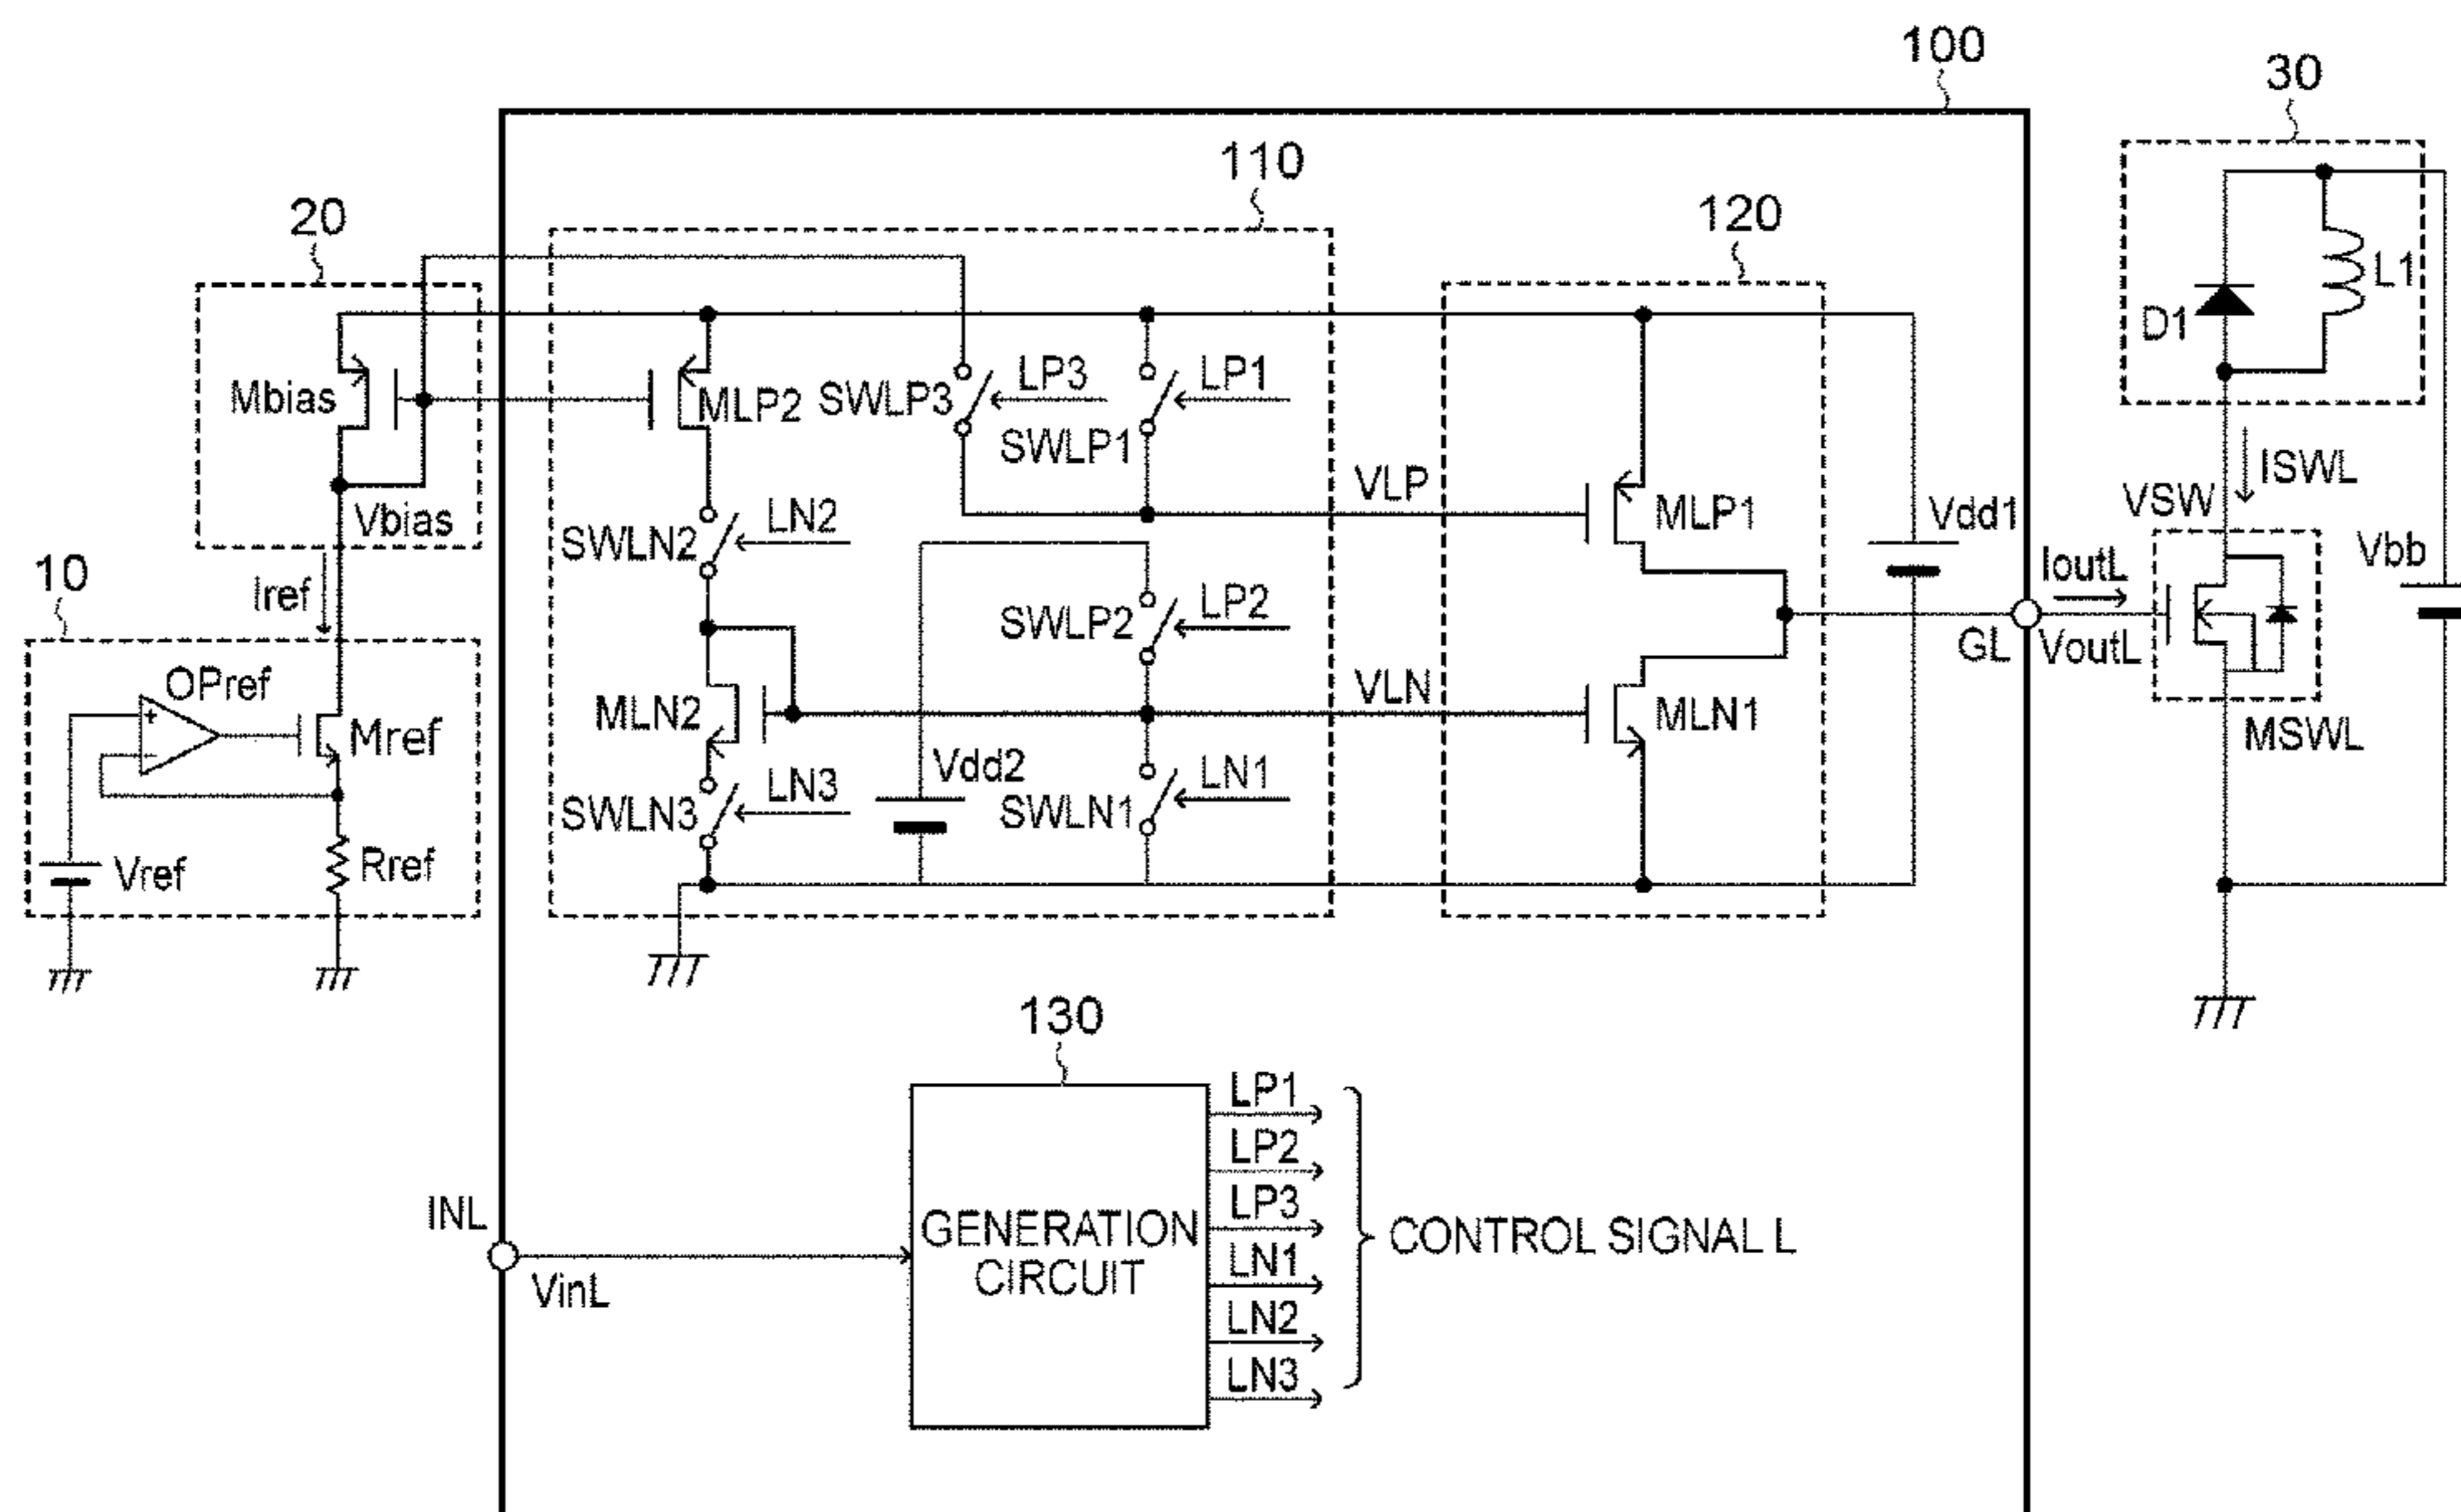 100
30
110
20
120
L1
D1
Mbias
MLP2
SWLP3
LP3
LP1
SWLP1
VLP
ISWL
VSW
Vbias
SWLN2
LN2
MLP1
Vdd1
Vbb
10
Iref
SWLP2
LP2
IoutL
GL
VoutL
OPref
+
−
Mref
MLN2
VLN
MLN1
MSWL
Vdd2
LN3
SWLN3
SWLN1
LN1
Vref
Rref
130
LP1
LP2
LP3
LN1
LN2
LN3
INL
VinL
GENERATION
CIRCUIT
CONTROL SIGNAL L